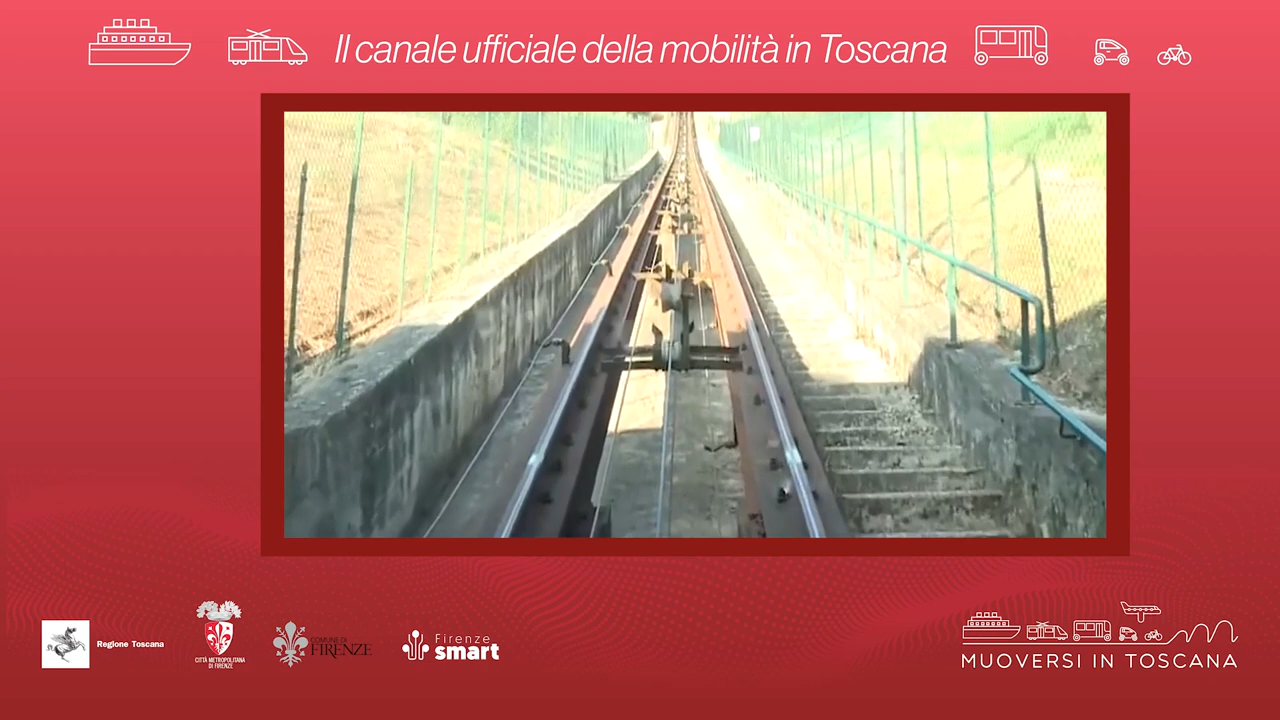 Il canale ufficiale della mobilità in Toscana
Regione Toscana
CITTÀ METROPOLITANA
DI FIRENZE
COMUNE DI
FIRENZE
Firenze
smart
MUOVERSI IN TOSCANA